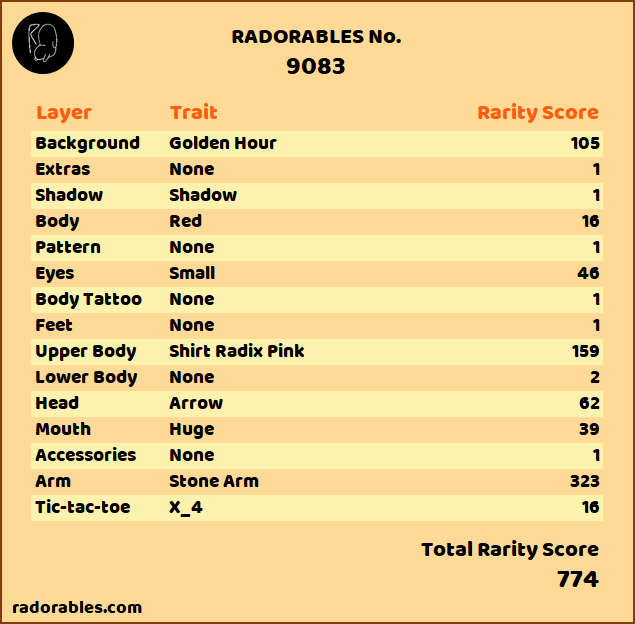 RADORABLES No.
9083
Layer Trait Rarity Score
Background Golden Hour 105
Extras None 1
Shadow Shadow 1
Body Red 16
Pattern None 1
Eyes Small 46
Body Tattoo None 1
Feet None 1
Upper Body Shirt Radix Pink 159
Lower Body None 2
Head Arrow 62
Mouth Huge 39
Accessories None 1
Arm Stone Arm 323
Tic-tac-toe X_4 16
Total Rarity Score
774
radorables.com